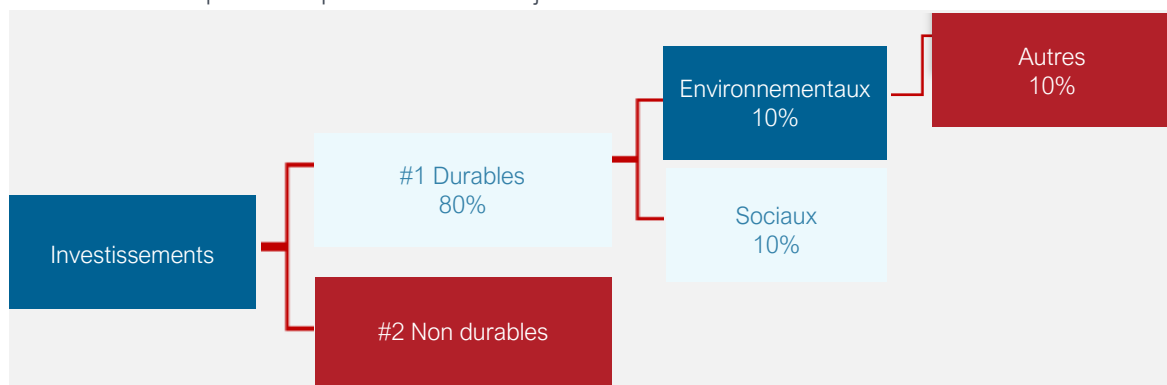 Investissements
#1 Durables
80%
#2 Non durables
Environnementaux
10%
Sociaux
10%
Autres
10%